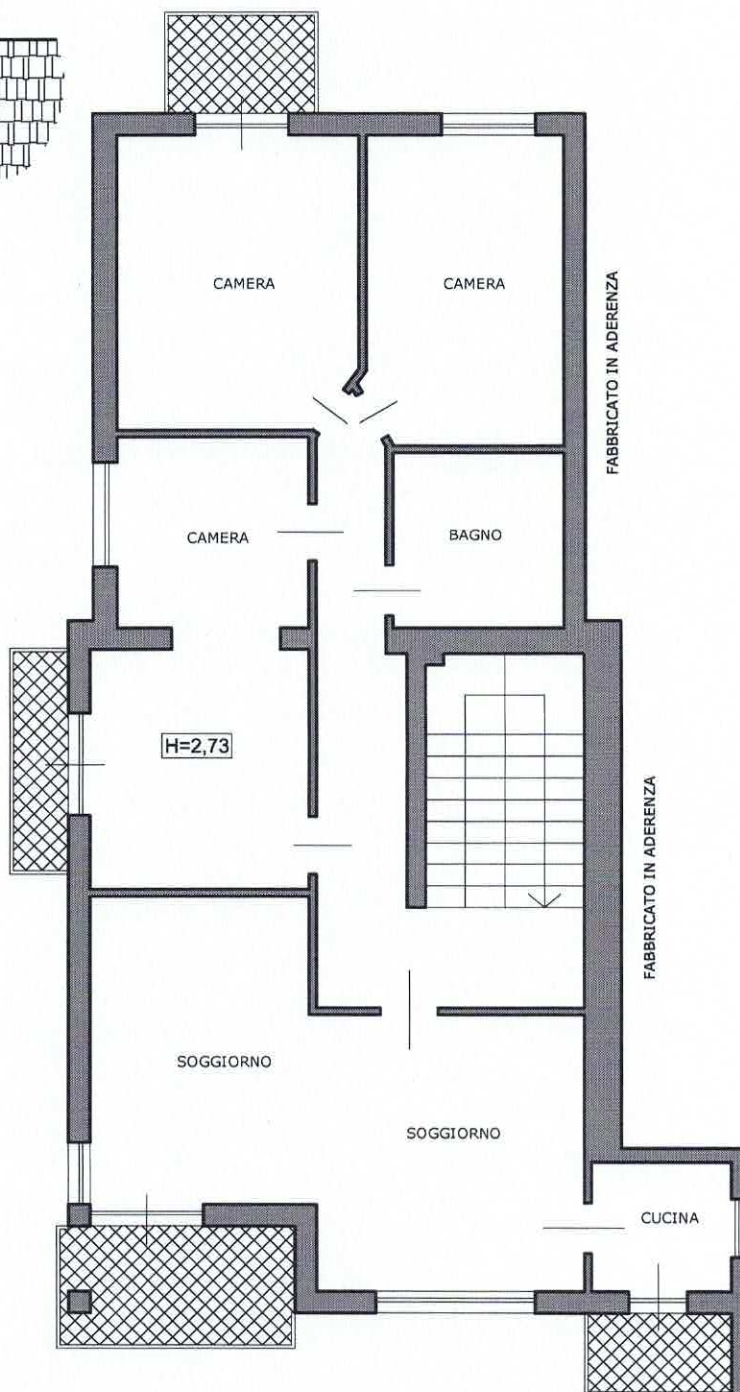 CAMERA
CAMERA
FABBRICATO IN ADERENZA
CAMERA
BAGNO
H=2,73
FABBRICATO IN ADERENZA
SOGGIORNO
SOGGIORNO
CUCINA